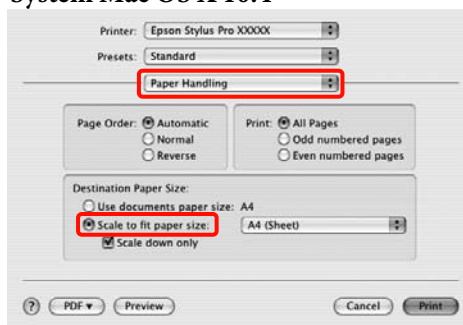 System Mac OS X 10.4
Printer: Epson Stylus Pro XXXXX
Presets: Standard
Paper Handling
Page Order: Automatic
Normal
Reverse
Print: All Pages
Odd numbered pages
Even numbered pages
Destination Paper Size:
Use documents paper size: A4
Scale to fit paper size: A4 (Sheet)
Scale down only
? PDF▼ Preview Cancel Print